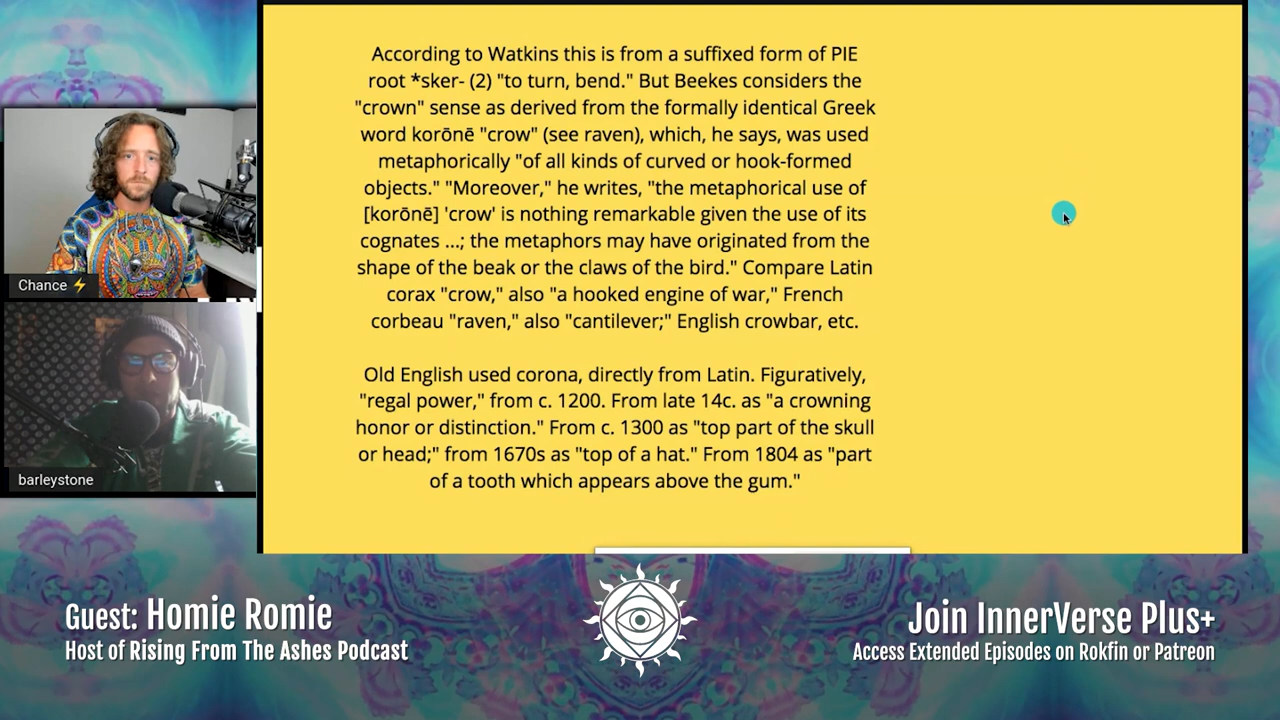 According to Watkins this is from a suffixed form of PIE
root *sker- (2) "to turn, bend." But Beekes considers the
"crown" sense as derived from the formally identical Greek
word korōnē "crow" (see raven), which, he says, was used
metaphorically "of all kinds of curved or hook-formed
objects." "Moreover," he writes, "the metaphorical use of
[korōnē] 'crow' is nothing remarkable given the use of its
cognates ...; the metaphors may have originated from the
shape of the beak or the claws of the bird." Compare Latin
corax "crow," also "a hooked engine of war," French
corbeau "raven," also "cantilever;" English crowbar, etc.
Old English used corona, directly from Latin. Figuratively,
"regal power," from c. 1200. From late 14c. as "a crowning
honor or distinction." From c. 1300 as "top part of the skull
or head;" from 1670s as "top of a hat." From 1804 as "part
of a tooth which appears above the gum."
Chance ⚡
barleystone
Guest: Homie Romie
Host of Rising From The Ashes Podcast
Join InnerVerse Plus+
Access Extended Episodes on Rokfin or Patreon